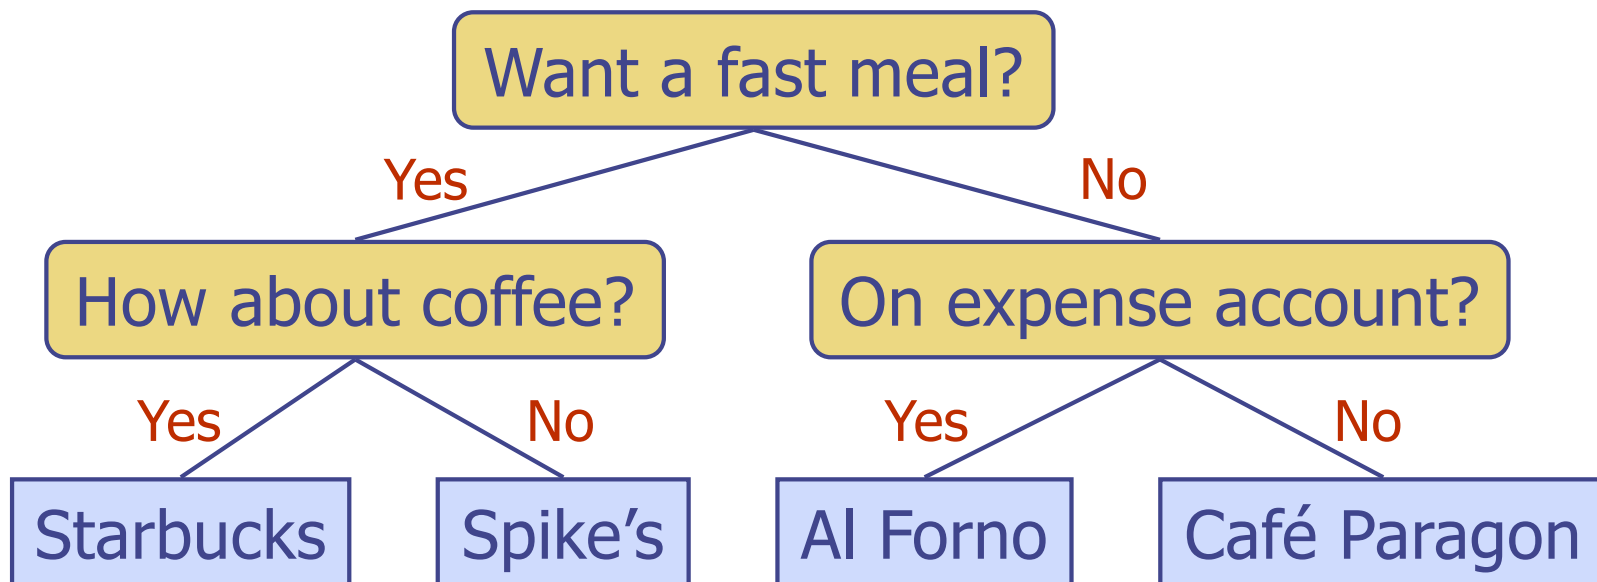 Want a fast meal?
Yes
No
How about coffee?
On expense account?
Yes
No
Yes
No
Starbucks
Spike’s
Al Forno
Café Paragon